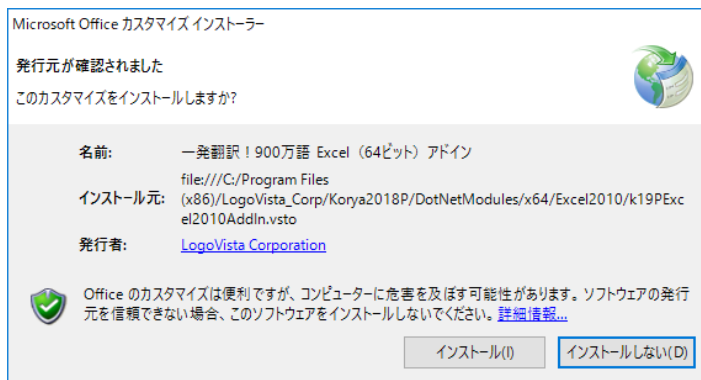 Microsoft Office カスタマイズ インストーラー
発行元が確認されました
このカスタマイズをインストールしますか?
名前: 一発翻訳！900万語 Excel（64ビット）アドイン
file:///C:/Program Files
インストール元: (x86)/LogoVista_Corp/Korya2018P/DotNetModules/x64/Excel2010/k19PExc
el2010AddIn.vsto
発行者: LogoVista Corporation
Office のカスタマイズは便利ですが、コンピューターに危害を及ぼす可能性があります。ソフトウェアの発行
元を信頼できない場合、このソフトウェアをインストールしないでください。詳細情報...
インストール(I) インストールしない(D)